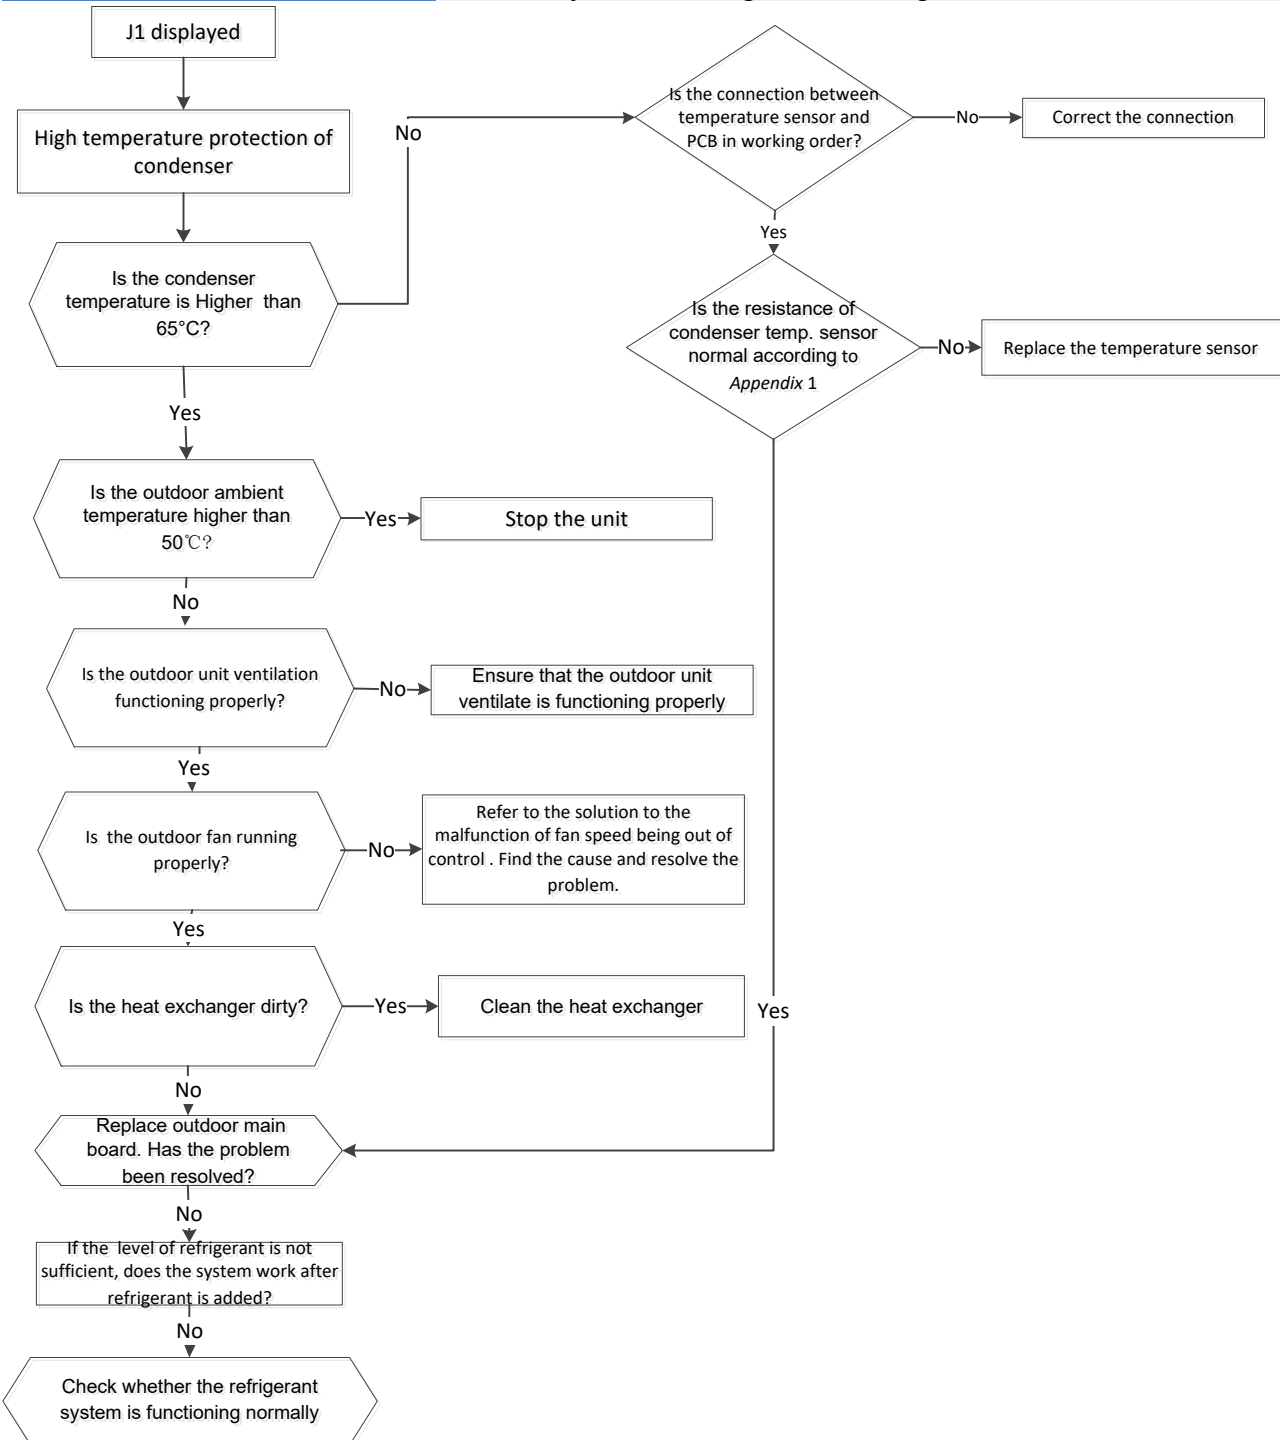 J1 displayed
High temperature protection of
condenser
Is the condenser
temperature is Higher than
65°C?
No
Is the connection between
temperature sensor and
PCB in working order?
No
Correct the connection
Yes
Is the resistance of
condenser temp. sensor
normal according to
Appendix 1
No
Replace the temperature sensor
Yes
Is the outdoor ambient
temperature higher than
50℃?
Yes
Stop the unit
No
Is the outdoor unit ventilation
functioning properly?
No
Ensure that the outdoor unit
ventilate is functioning properly
Yes
Is the outdoor fan running
properly?
No
Refer to the solution to the
malfunction of fan speed being out of
control . Find the cause and resolve the
problem.
Yes
Is the heat exchanger dirty?
Yes
Clean the heat exchanger
Yes
No
Replace outdoor main
board. Has the problem
been resolved?
No
If the level of refrigerant is not
sufficient, does the system work after
refrigerant is added?
No
Check whether the refrigerant
system is functioning normally